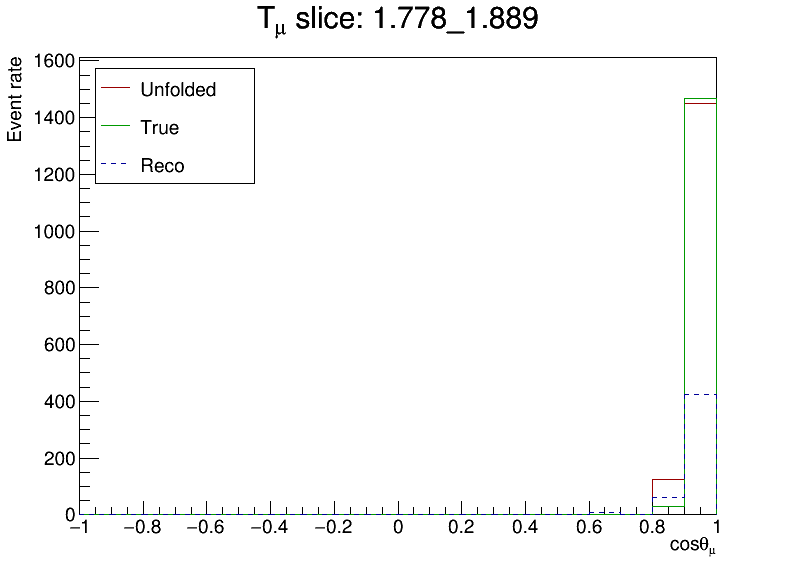 T_μ slice: 1.778_1.889
Event rate
1600
1400
1200
1000
800
600
400
200
0
Unfolded
True
Reco
−1 −0.8 −0.6 −0.4 −0.2 0 0.2 0.4 0.6 0.8 1
cosθ_μ